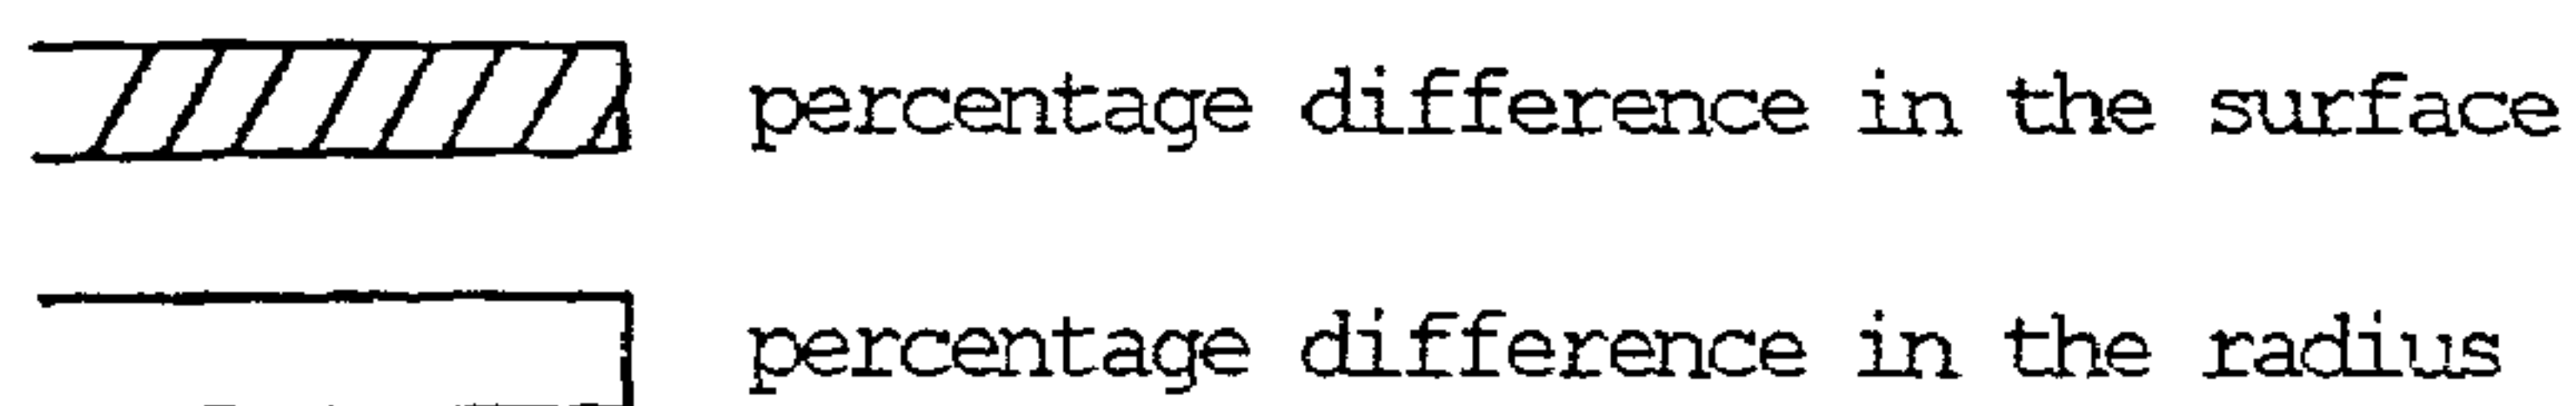 percentage difference in the surface
percentage difference in the radius